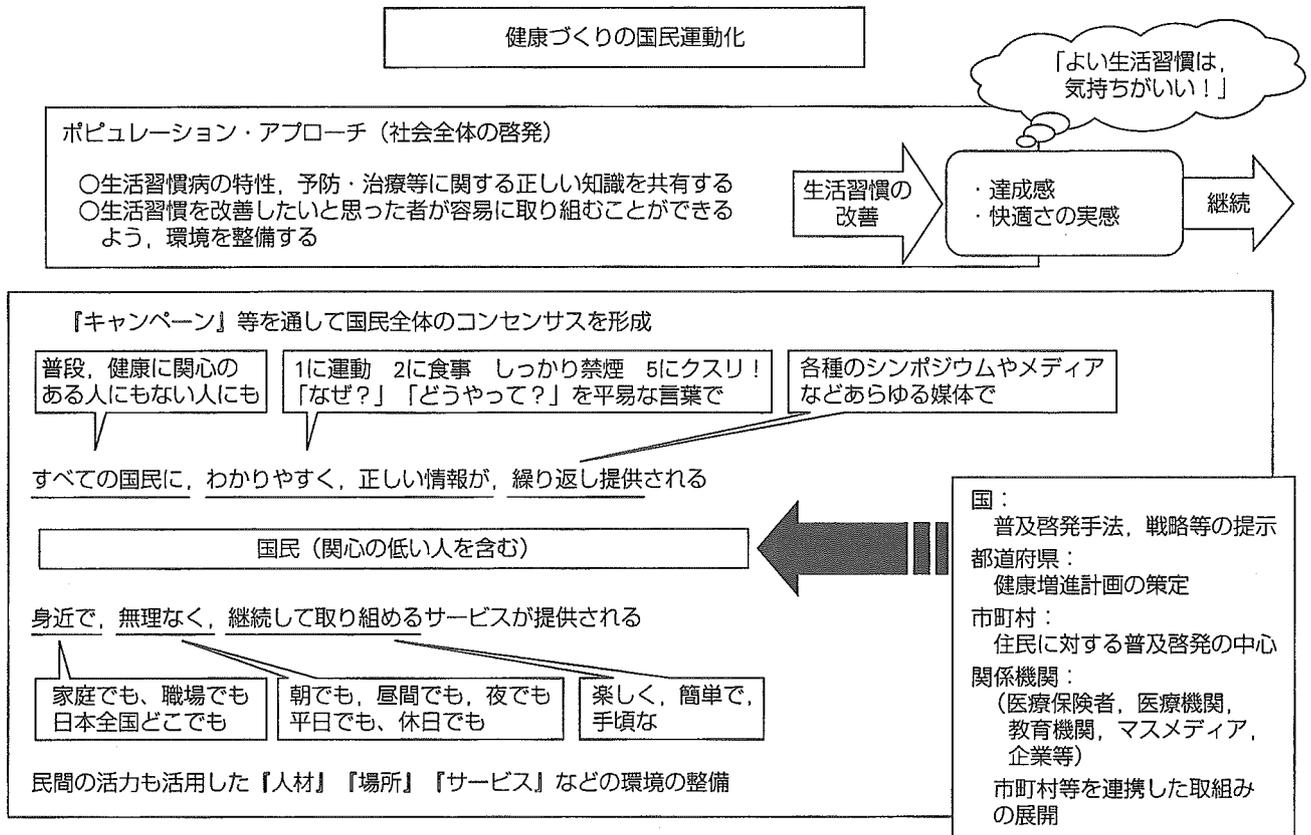 健康づくりの国民運動化
「よい生活習慣は，
気持ちがいい！」
ポピュレーション・アプローチ（社会全体の啓発）
○生活習慣病の特性，予防・治療等に関する正しい知識を共有する
○生活習慣を改善したいと思った者が容易に取り組むことができる
よう，環境を整備する
生活習慣の
改善
・達成感
・快適さの実感
継続
『キャンペーン』等を通して国民全体のコンセンサスを形成
普段，健康に関心の
ある人にもない人にも
1に運動　2に食事　しっかり禁煙　5にクスリ！
「なぜ？」「どうやって？」を平易な言葉で
各種のシンポジウムやメディア
などあらゆる媒体で
すべての国民に，わかりやすく，正しい情報が，繰り返し提供される
国民（関心の低い人を含む）
身近で，無理なく，継続して取り組めるサービスが提供される
家庭でも、職場でも
日本全国どこでも
朝でも，昼間でも，夜でも
平日でも、休日でも
楽しく，簡単で，
手頃な
民間の活力も活用した『人材』『場所』『サービス』などの環境の整備
国：
普及啓発手法，戦略等の提示
都道府県：
健康増進計画の策定
市町村：
住民に対する普及啓発の中心
関係機関：
（医療保険者，医療機関，
教育機関，マスメディア，
企業等）
市町村等を連携した取組み
の展開